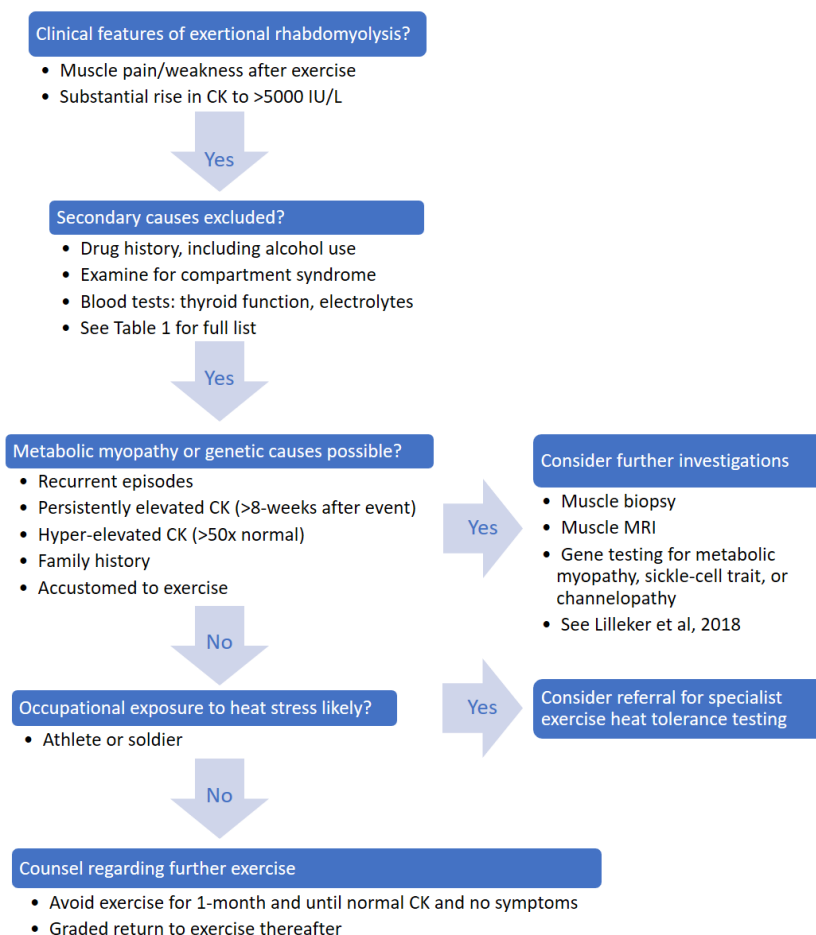 Clinical features of exertional rhabdomyolysis?
• Muscle pain/weakness after exercise
• Substantial rise in CK to >5000 IU/L
Yes
Secondary causes excluded?
• Drug history, including alcohol use
• Examine for compartment syndrome
• Blood tests: thyroid function, electrolytes
• See Table 1 for full list
Yes
Metabolic myopathy or genetic causes possible?
• Recurrent episodes
• Persistently elevated CK (>8-weeks after event)
• Hyper-elevated CK (>50x normal)
• Family history
• Accustomed to exercise
Yes
Consider further investigations
• Muscle biopsy
• Muscle MRI
• Gene testing for metabolic
myopathy, sickle-cell trait, or
channelopathy
• See Lilleker et al, 2018
No
Occupational exposure to heat stress likely?
• Athlete or soldier
Yes
Consider referral for specialist
exercise heat tolerance testing
No
Counsel regarding further exercise
• Avoid exercise for 1-month and until normal CK and no symptoms
• Graded return to exercise thereafter